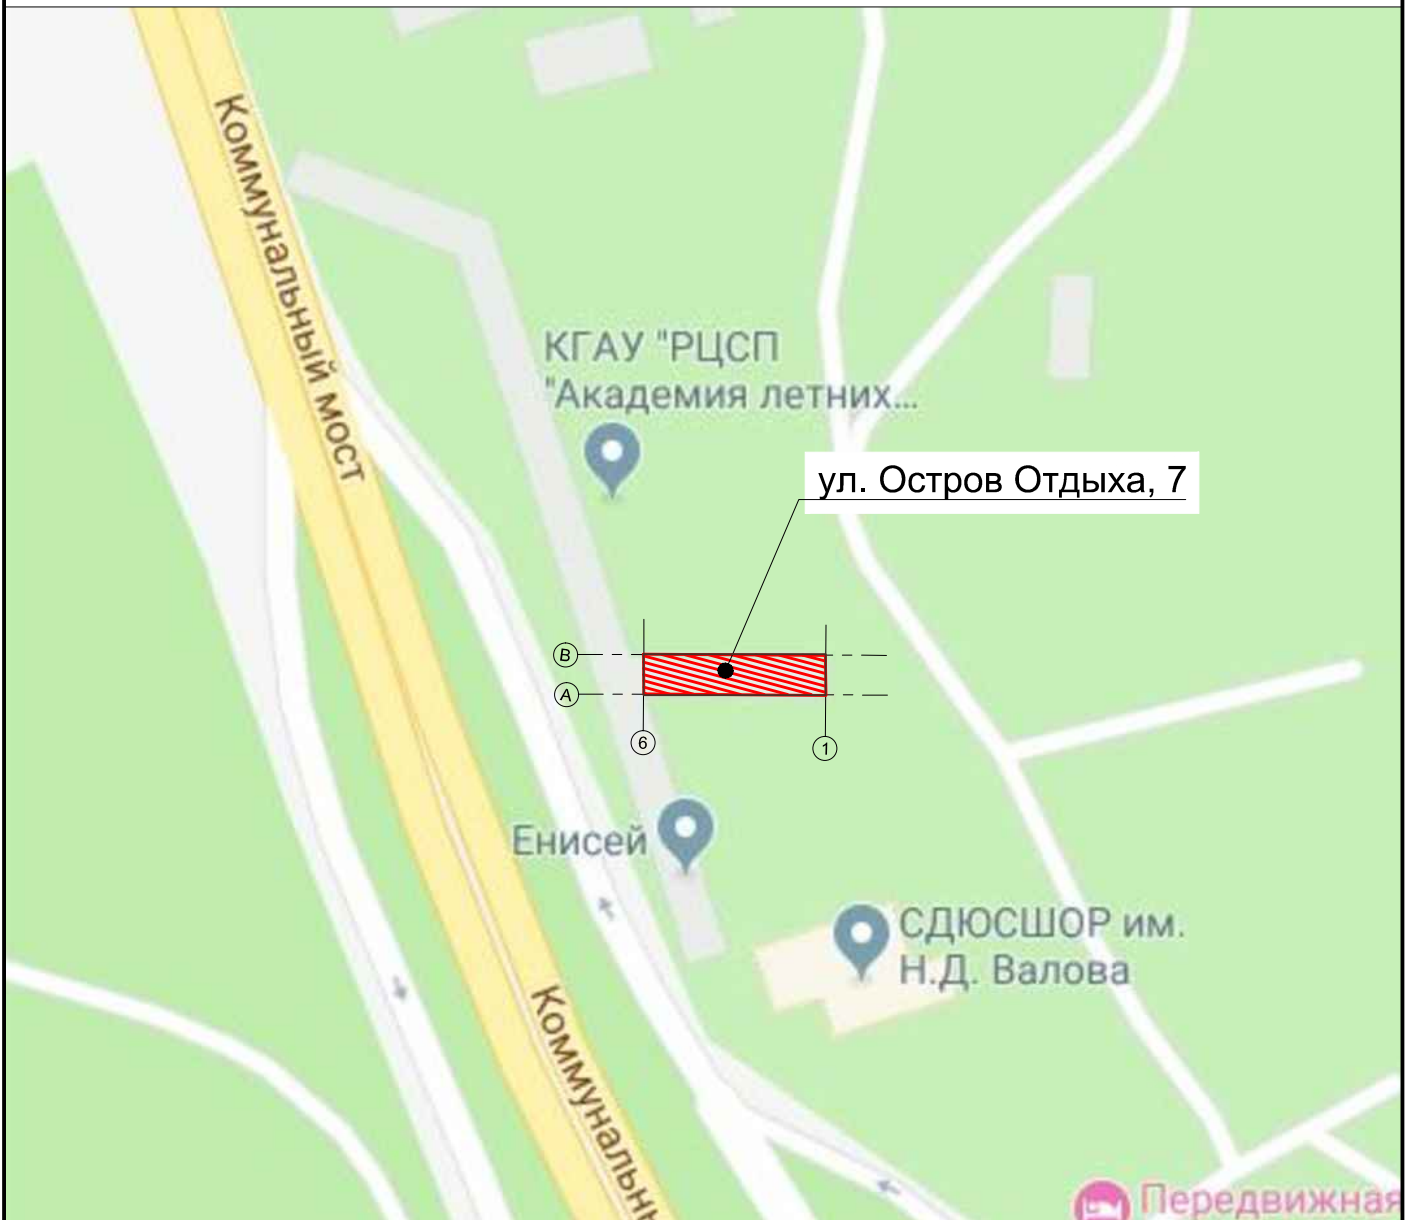 Коммунальный мост
КГАУ "РЦСП
"Академия летних...
ул. Остров Отдыха, 7
В
А
6
1
Енисей
СДЮСШОР им.
Н.Д. Валова
Коммунальн
Передвижная